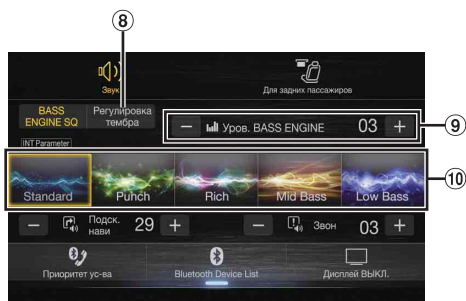 ⑧
Звук
Для задних пассажиров
BASS
ENGINE SQ
Регулировка
тембра
Уров. BASS ENGINE 03
⑨
INT Parameter
Standard Punch Rich Mid Bass Low Bass
⑩
Подск.
нави
29
Звон 03
Приоритет ус-ва Bluetooth Device List Дисплей ВЫКЛ.